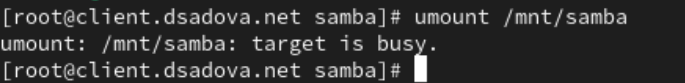 [root@client.dsadova.net samba]# umount /mnt/samba
umount: /mnt/samba: target is busy.
[root@client.dsadova.net samba]#